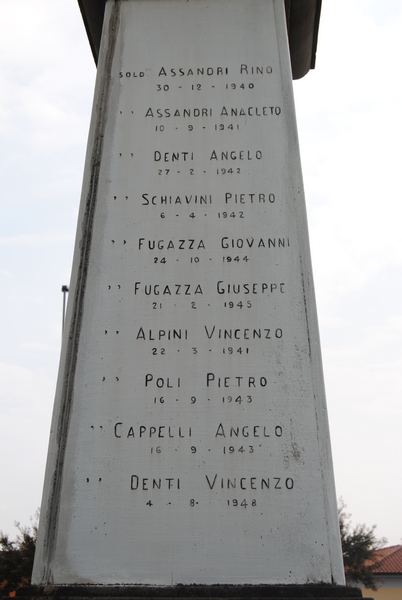 SOLD ASSANDRI RINO
30 - 12 - 1940
" ASSANDRI ANACLETO
10 - 9 - 1941
" DENTI ANGELO
27 - 2 - 1942
" SCHIAVINI PIETRO
6 - 4 - 1942
" FUGAZZA GIOVANNI
24 - 10 - 1944
" FUGAZZA GIUSEPPE
21 - 2 - 1945
" ALPINI VINCENZO
22 - 3 - 1941
" POLI PIETRO
16 - 9 - 1943
" CAPPELLI ANGELO
16 - 9 - 1943
" DENTI VINCENZO
4 - 8 - 1948